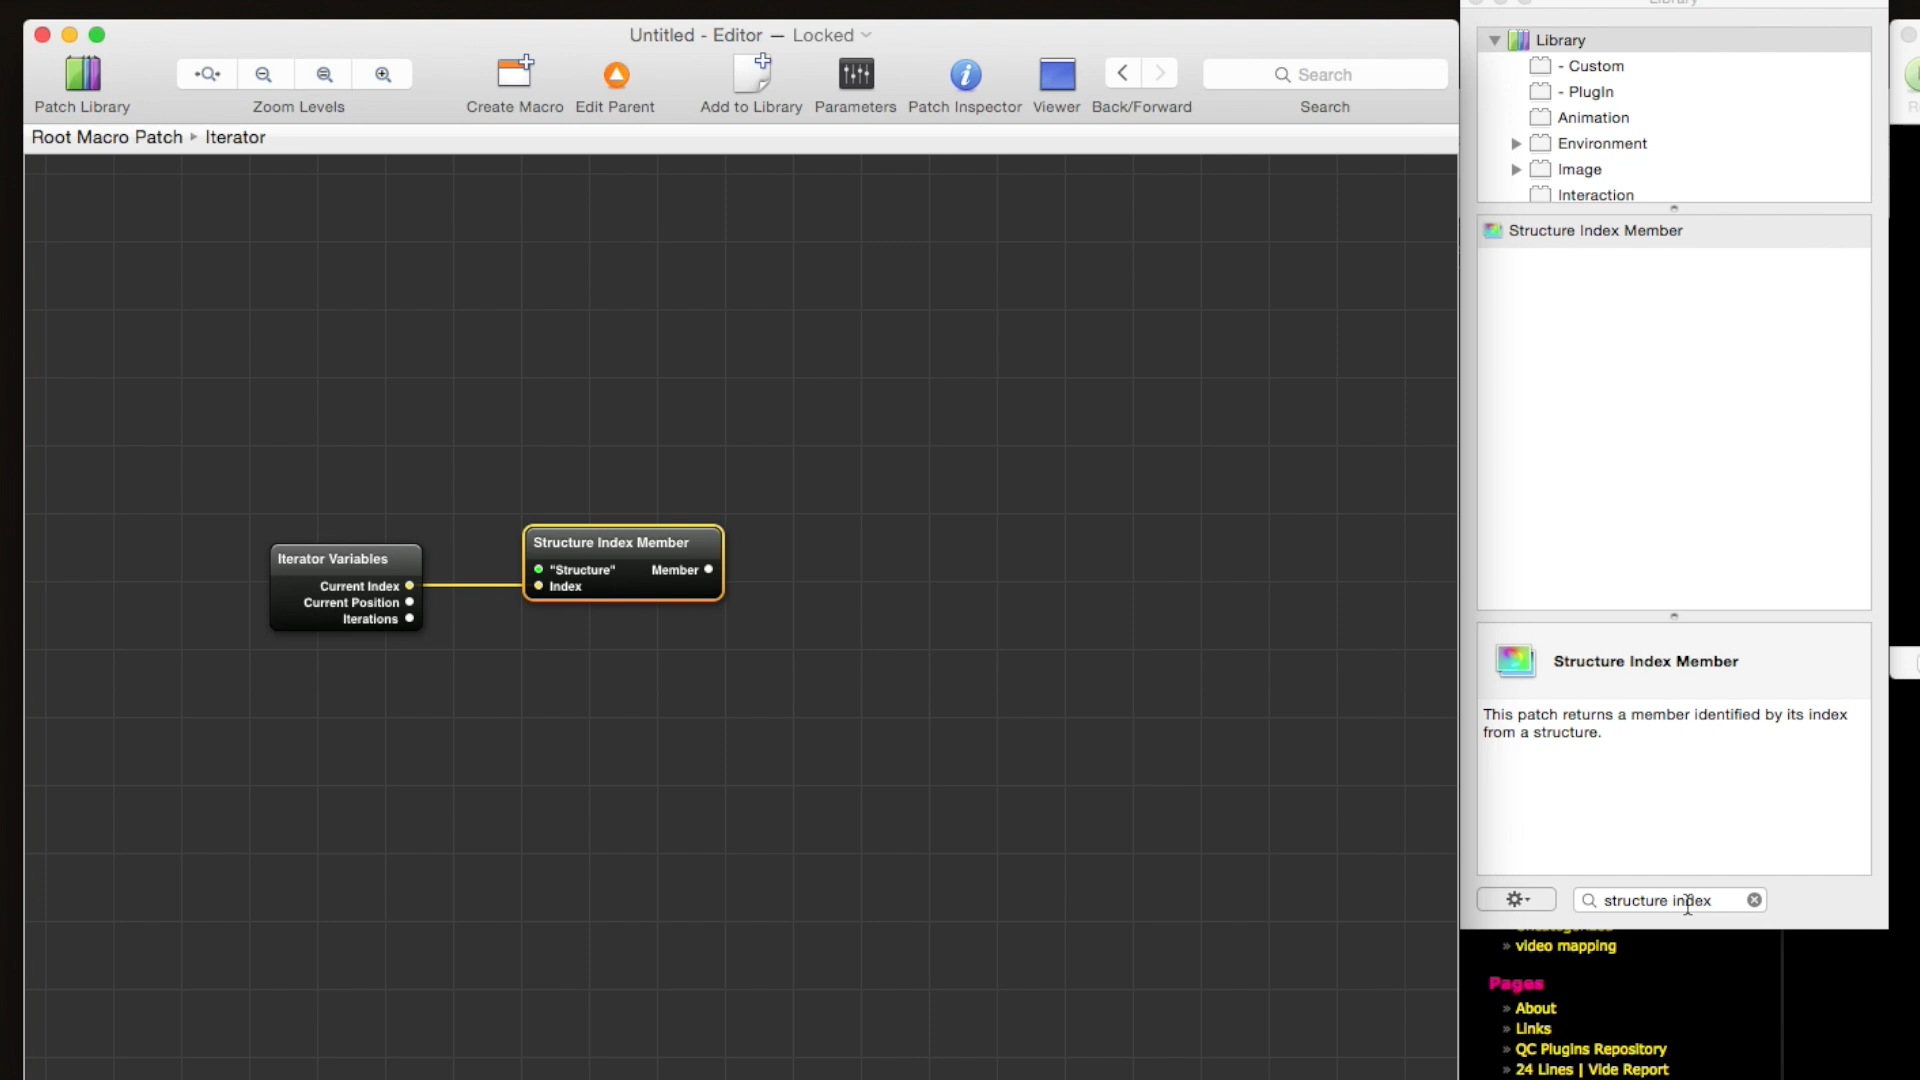 Untitled - Editor — Locked
Patch Library
Zoom Levels
Create Macro
Edit Parent
Add to Library
Parameters
Patch Inspector
Viewer
Back/Forward
Search
Search
Root Macro Patch ▸ Iterator
Iterator Variables
Current Index
Current Position
Iterations
Structure Index Member
"Structure"
Member
Index
Library
Library
- Custom
- PlugIn
Animation
Environment
Image
Interaction
Structure Index Member
Structure Index Member
This patch returns a member identified by its index
from a structure.
structure index
» video mapping
Pages
» About
» Links
» QC Plugins Repository
» 24 Lines | Vide Report